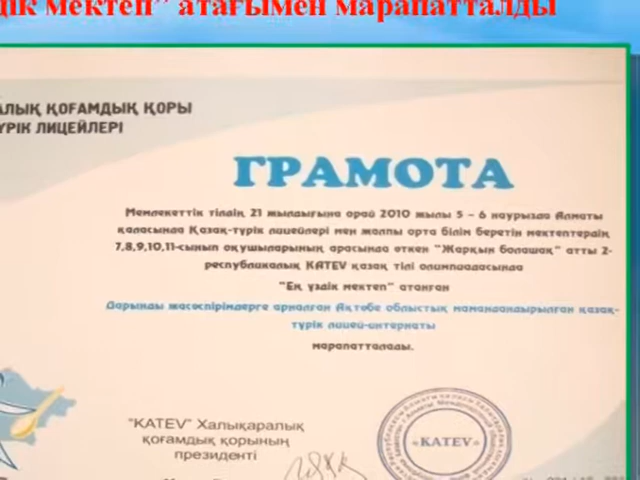 мектеп" атағымен марапатталды
ҚОҒАМДЫҚ ҚОРЫ
ЛИЦЕЙЛЕРІ
ГРАМОТА
Мемлекеттік тілдің 21 жылдығына орай 2010 жылы 5 - 6 наурызда Алматы
қаласында Қазақ-түрік лицейлері мен жалпы орта білім беретін мектептердің
7,8,9,10,11-сынып оқушыларының арасында өткен "Жарқын болашақ" атты 2-
республикалық KATEV қазақ тілі олимпиадасында
"Ең үздік мектеп" атанған
Дарынды жасөспірімдерге арналған Ақтөбе облыстық мамандандырылған қазақ-
түрік лицей-интернаты
марапатталады.
"KATEV" Халықаралық
қоғамдық қорының
президенті
«KATEV»